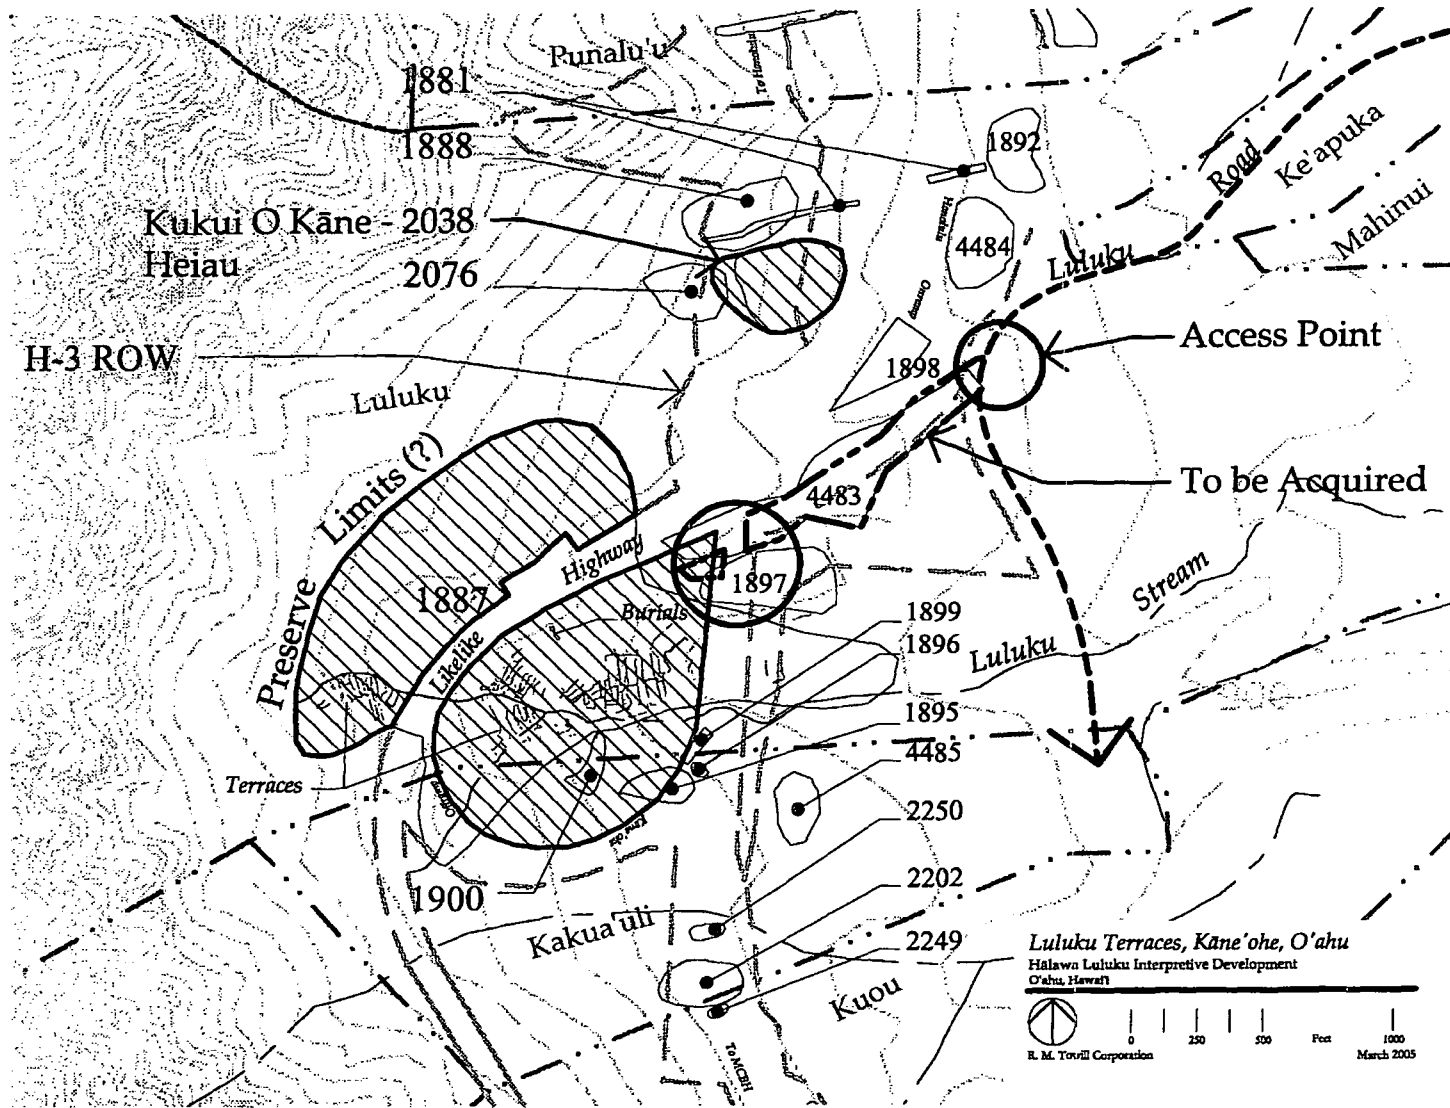 Punalu'u
To Hālawa
1881
1888
1892
Road
Ke'apuka
Mahinui
Kukui O Kāne - 2038
Heiau
4484
Luluku
2076
Access Point
H-3 ROW
1898
Luluku
Preserve Limits (?)
To be Acquired
4483
Highway
1897
1887
Burials
Stream
1899
Likelike
1896
Luluku
1895
4485
Terraces
2250
1900
2202
Kakua'uli
2249
Kuou
To MCBH
Luluku Terraces, Kāne'ohe, O'ahu
Hālawa Luluku Interpretive Development
O'ahu, Hawai'i
0 250 500 Feet 1000
R. M. Towill Corporation
March 2005